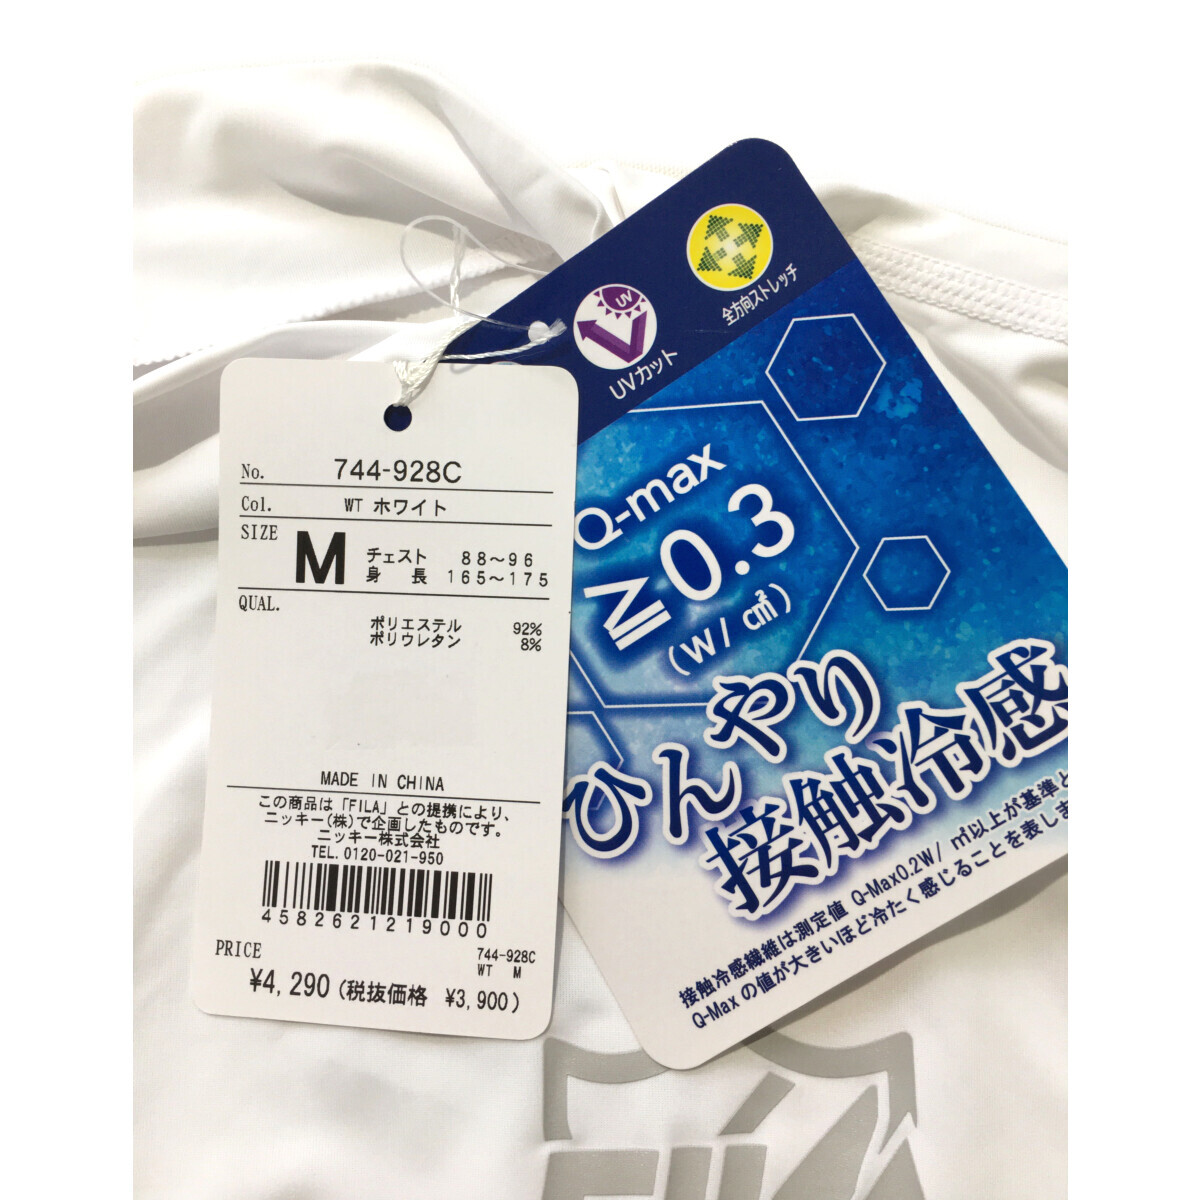 No. 744-928C
Col. WT ホワイト
SIZE M チェスト 88～96
身長 165～175
QUAL.
ポリエステル 92%
ポリウレタン 8%
MADE IN CHINA
この商品は「FILA」との提携により、
ニッキー(株)で企画したものです。
ニッキー株式会社
TEL. 0120-021-950
4582621219000
PRICE 744-928C
WT M
¥4,290 (税抜価格 ¥3,900)
UV
UVカット
全方向ストレッチ
Q-max
≧0.3
(W/c㎡)
ひんやり
接触冷感
接触冷感繊維は測定値 Q-Max0.2W/㎠以上が基準と
Q-Maxの値が大きいほど冷たく感じることを表しま
FILA